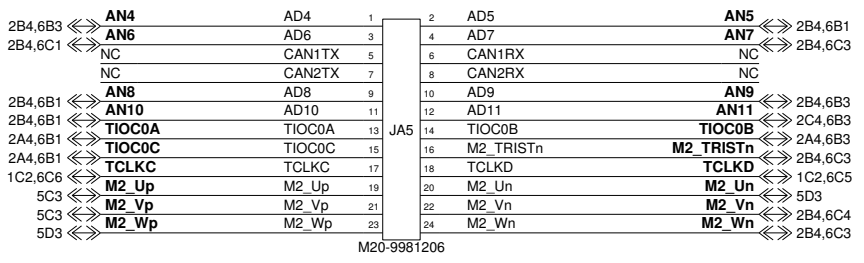 AN4 AD4 1 2 AD5 AN5
2B4,6B3 2B4,6B1
AN6 AD6 3 4 AD7 AN7
2B4,6C1 2B4,6C3
NC CAN1TX 5 6 CAN1RX NC
NC CAN2TX 7 8 CAN2RX NC
AN8 AD8 9 10 AD9 AN9
2B4,6B1 2B4,6B3
AN10 AD10 11 12 AD11 AN11
2B4,6B1 2C4,6B3
TIOC0A TIOC0A 13 JA5 14 TIOC0B TIOC0B
2A4,6B1 2A4,6B3
TIOC0C TIOC0C 15 16 M2_TRISTn M2_TRISTn
2A4,6B1 2B4,6C3
TCLKC TCLKC 17 18 TCLKD TCLKD
1C2,6C6 1C2,6C5
M2_Up M2_Up 19 20 M2_Un M2_Un
5C3 5D3
M2_Vp M2_Vp 21 22 M2_Vn M2_Vn
5C3 2B4,6C4
M2_Wp M2_Wp 23 24 M2_Wn M2_Wn
5D3 2B4,6C3
M20-9981206